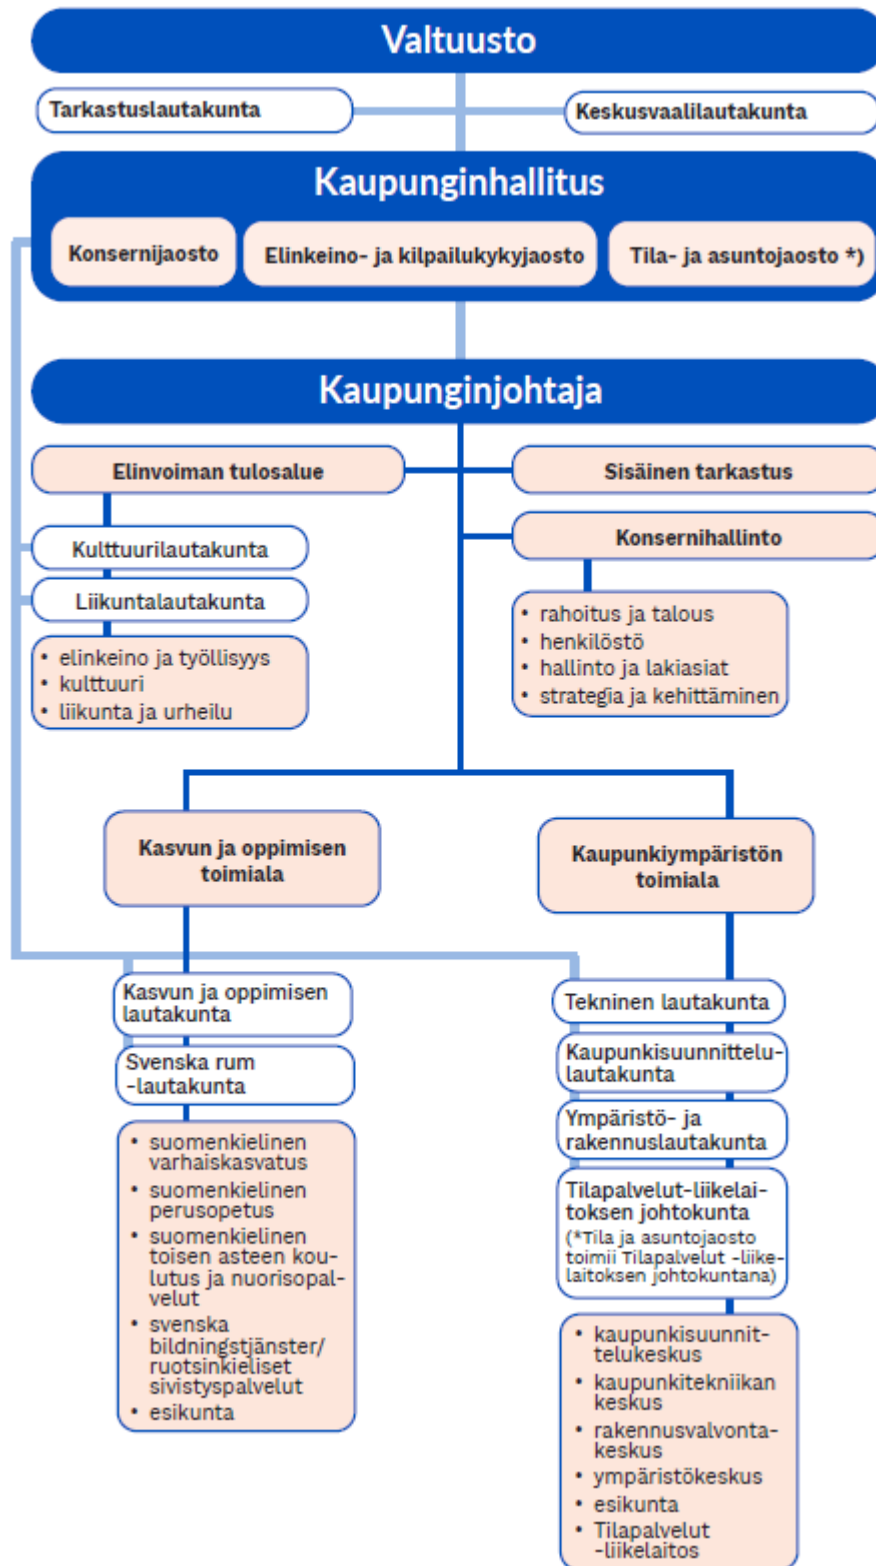 Valtuusto
Tarkastuslautakunta
Keskusvaalilautakunta
Kaupunginhallitus
Konsernijaosto
Elinkeino- ja kilpailukykyjaosto
Tila- ja asuntojaosto *)
Kaupunginjohtaja
Elinvoiman tulosalue
Sisäinen tarkastus
Kulttuurilautakunta
Liikuntalautakunta
• elinkeino ja työllisyys
• kulttuuri
• liikunta ja urheilu
Konsernihallinto
• rahoitus ja talous
• henkilöstö
• hallinto ja lakiasiat
• strategia ja kehittäminen
Kasvun ja oppimisen
toimiala
Kasvun ja oppimisen
lautakunta
Svenska rum
-lautakunta
• suomenkielinen
varhaiskasvatus
• suomenkielinen
perusopetus
• suomenkielinen
toisen asteen kou-
lutus ja nuorisopal-
velut
• svenska
bildningstjänster/
ruotsinkieliset
sivistyspalvelut
• esikunta
Kaupunkiympäristön
toimiala
Tekninen lautakunta
Kaupunkisuunnittelu-
lautakunta
Ympäristö- ja
rakennuslautakunta
Tilapalvelut-liikelai-
toksen johtokunta
(*Tila ja asuntojaosto
toimii Tilapalvelut -liike-
laitoksen johtokuntana)
• kaupunkisuunnit-
telukeskus
• kaupunkitekniikan
keskus
• rakennusvalvonta-
keskus
• ympäristökeskus
• esikunta
• Tilapalvelut
-liikelaitos